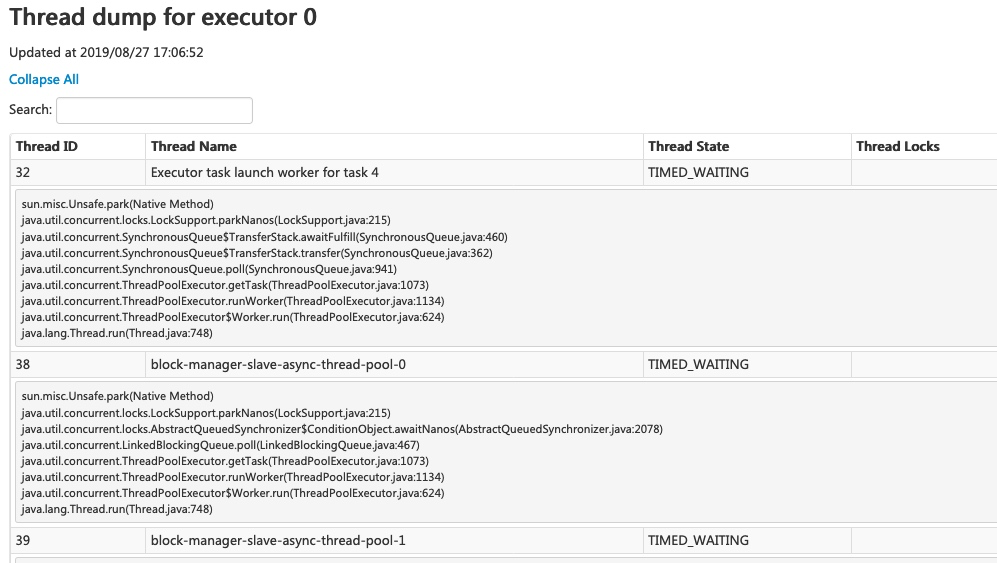 Thread dump for executor 0
Updated at 2019/08/27 17:06:52
Collapse All
Search:
Thread ID Thread Name Thread State Thread Locks
32 Executor task launch worker for task 4 TIMED_WAITING
sun.misc.Unsafe.park(Native Method)
java.util.concurrent.locks.LockSupport.parkNanos(LockSupport.java:215)
java.util.concurrent.SynchronousQueue$TransferStack.awaitFulfill(SynchronousQueue.java:460)
java.util.concurrent.SynchronousQueue$TransferStack.transfer(SynchronousQueue.java:362)
java.util.concurrent.SynchronousQueue.poll(SynchronousQueue.java:941)
java.util.concurrent.ThreadPoolExecutor.getTask(ThreadPoolExecutor.java:1073)
java.util.concurrent.ThreadPoolExecutor.runWorker(ThreadPoolExecutor.java:1134)
java.util.concurrent.ThreadPoolExecutor$Worker.run(ThreadPoolExecutor.java:624)
java.lang.Thread.run(Thread.java:748)
38 block-manager-slave-async-thread-pool-0 TIMED_WAITING
sun.misc.Unsafe.park(Native Method)
java.util.concurrent.locks.LockSupport.parkNanos(LockSupport.java:215)
java.util.concurrent.locks.AbstractQueuedSynchronizer$ConditionObject.awaitNanos(AbstractQueuedSynchronizer.java:2078)
java.util.concurrent.LinkedBlockingQueue.poll(LinkedBlockingQueue.java:467)
java.util.concurrent.ThreadPoolExecutor.getTask(ThreadPoolExecutor.java:1073)
java.util.concurrent.ThreadPoolExecutor.runWorker(ThreadPoolExecutor.java:1134)
java.util.concurrent.ThreadPoolExecutor$Worker.run(ThreadPoolExecutor.java:624)
java.lang.Thread.run(Thread.java:748)
39 block-manager-slave-async-thread-pool-1 TIMED_WAITING